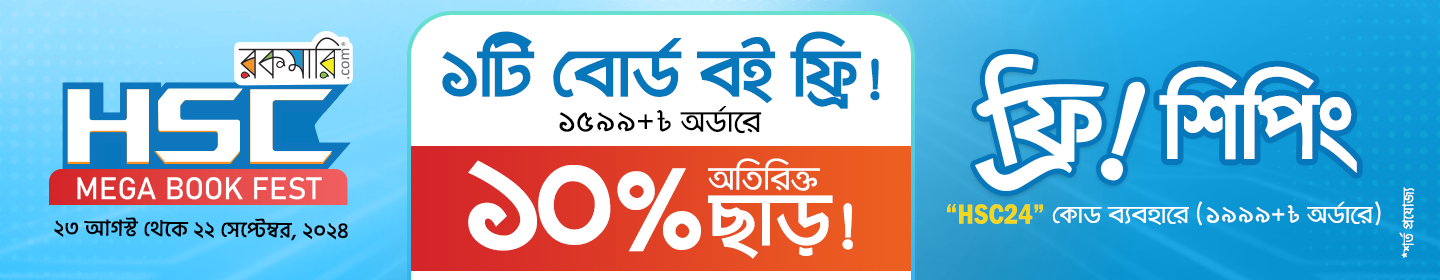 রকমারি
.com
HSC
MEGA BOOK FEST
২৩ আগস্ট থেকে ২২ সেপ্টেম্বর, ২০২৪
১টি বোর্ড বই ফ্রি!
১৫৯৯+৳ অর্ডারে
১০% অতিরিক্ত
ছাড়!
ফ্রি! শিপিং
“HSC24” কোড ব্যবহারে (১৯৯৯+৳ অর্ডারে)
*শর্ত প্রযোজ্য